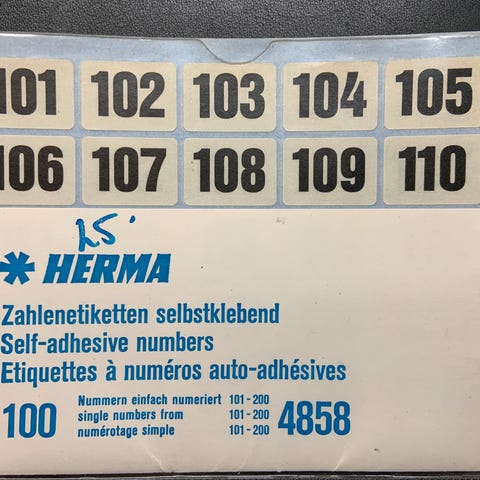 101 102 103 104 105
106 107 108 109 110
25
HERMA
Zahlenetiketten selbstklebend
Self-adhesive numbers
Etiquettes à numéros auto-adhésives
100 Nummern einfach numeriert 101-200
single numbers from 101-200 4858
numérotage simple 101-200